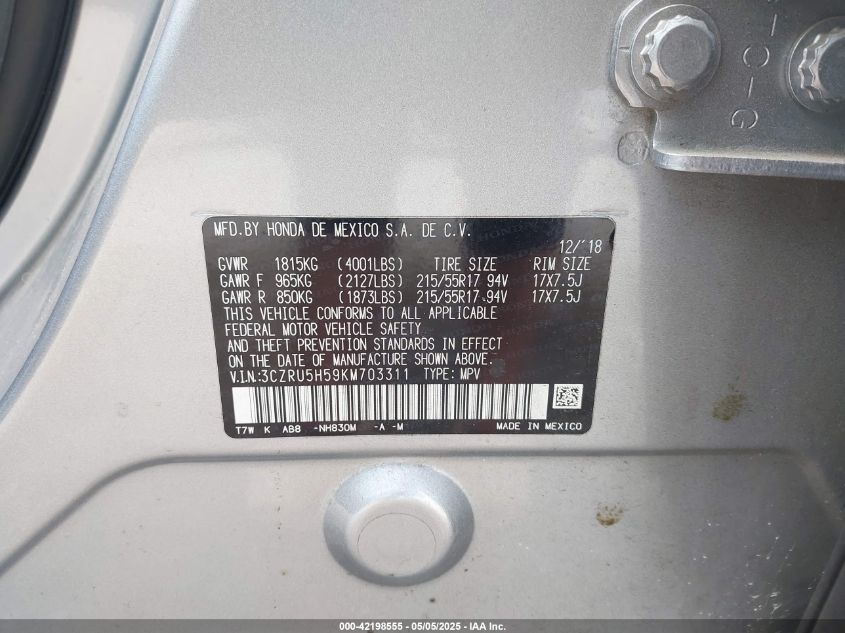 I C I G
MFD.BY HONDA DE MEXICO S.A. DE C.V.
12/'18
GVWR 1815KG (4001LBS) TIRE SIZE RIM SIZE
GAWR F 965KG (2127LBS) 215/55R17 94V 17X7.5J
GAWR R 850KG (1873LBS) 215/55R17 94V 17X7.5J
THIS VEHICLE CONFORMS TO ALL APPLICABLE
FEDERAL MOTOR VEHICLE SAFETY
AND THEFT PREVENTION STANDARDS IN EFFECT
ON THE DATE OF MANUFACTURE SHOWN ABOVE.
V.I.N:3CZRU5H59KM703311 TYPE: MPV
T7W K AB8 -NH830M -A -M MADE IN MEXICO
000-42198555 - 05/05/2025 - IAA Inc.